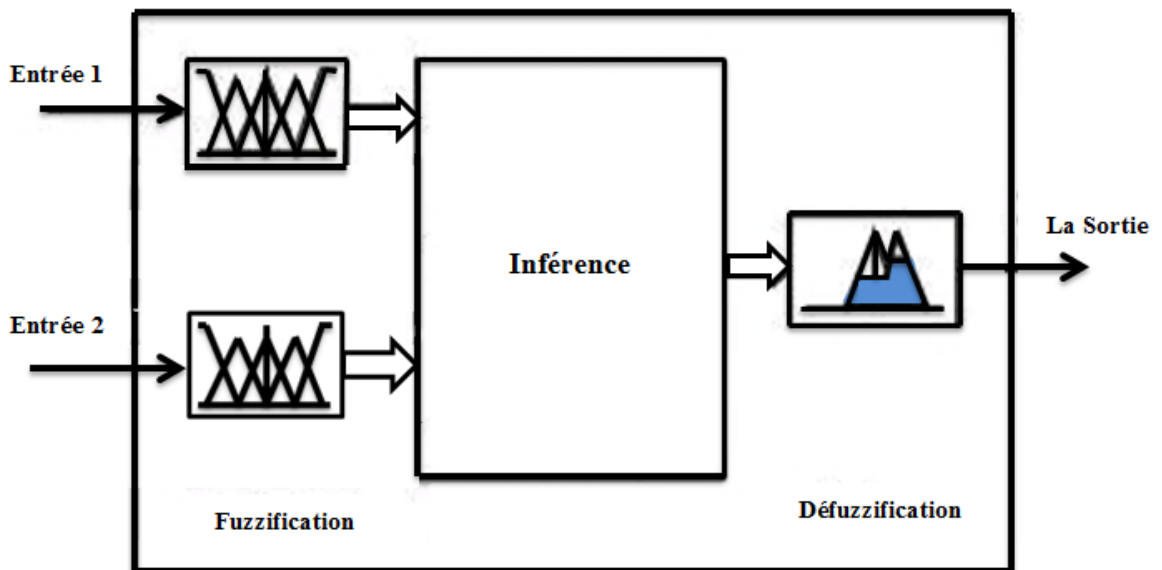 Entrée 1
La Sortie
Inférence
Entrée 2
Fuzzification
Défuzzification